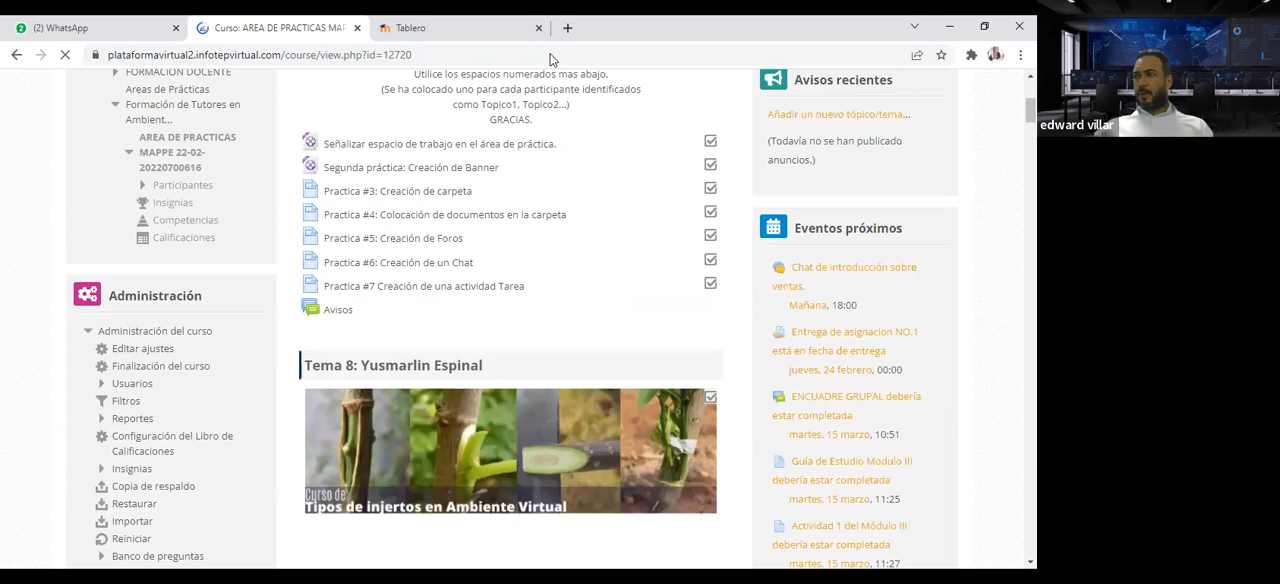 (2) WhatsApp
Curso: AREA DE PRACTICAS MAP
Tablero
plataformavirtual2.infotepvirtual.com/course/view.php?id=12720
FORMACIÓN DOCENTE
Areas de Prácticas
Formación de Tutores en
Ambient...
AREA DE PRACTICAS
MAPPE 22-02-
20220700616
Participantes
Insignias
Competencias
Calificaciones
Administración
Administración del curso
Editar ajustes
Finalización del curso
Usuarios
Filtros
Reportes
Configuración del Libro de
Calificaciones
Insignias
Copia de respaldo
Restaurar
Importar
Reiniciar
Banco de preguntas
Utilice los espacios numerados mas abajo.
(Se ha colocado uno para cada participante identificados
como Topico1, Topico2...)
GRACIAS.
Señalizar espacio de trabajo en el área de práctica.
Segunda práctica: Creación de Banner
Practica #3: Creación de carpeta
Practica #4: Colocación de documentos en la carpeta
Practica #5: Creación de Foros
Practica #6: Creación de un Chat
Practica #7 Creación de una actividad Tarea
Avisos
Tema 8: Yusmarlin Espinal
Curso de
Tipos de injertos en Ambiente Virtual
Avisos recientes
Añadir un nuevo tópico/tema...
(Todavía no se han publicado
anuncios.)
Eventos próximos
Chat de introducción sobre
ventas.
Mañana, 18:00
Entrega de asignacion NO.1
está en fecha de entrega
jueves, 24 febrero, 00:00
ENCUADRE GRUPAL debería
estar completada
martes, 15 marzo, 10:51
Guía de Estudio Modulo III
debería estar completada
martes, 15 marzo, 11:25
Actividad 1 del Módulo III
debería estar completada
martes, 15 marzo, 11:27
edward villar